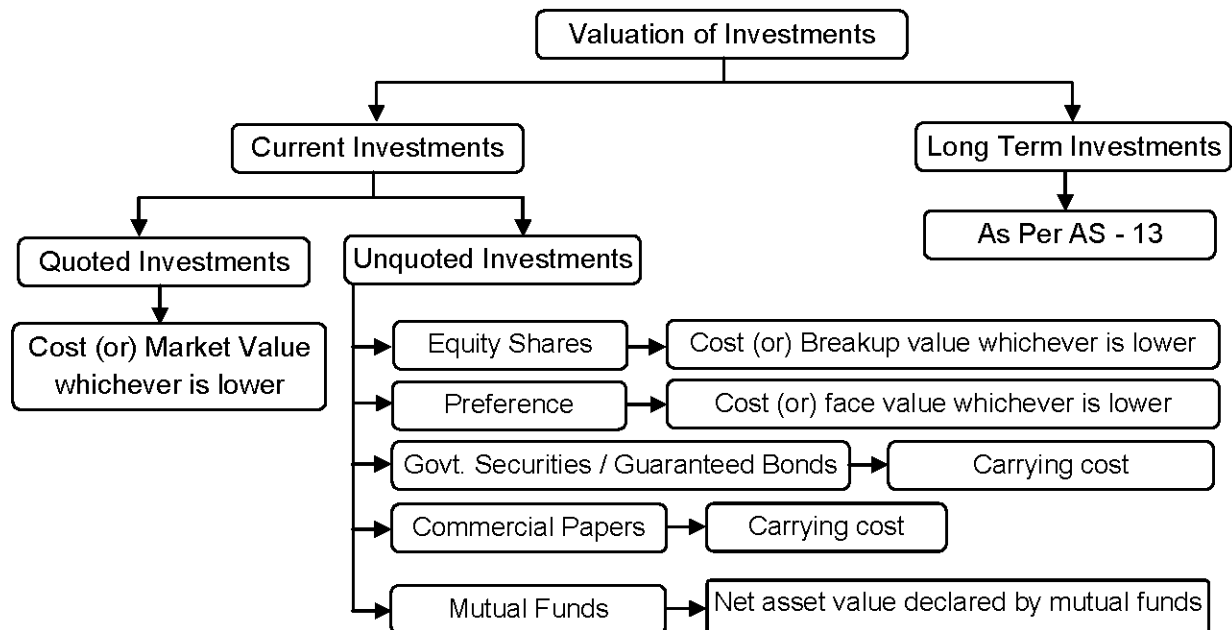 Valuation of Investments
Current Investments
Long Term Investments
As Per AS - 13
Quoted Investments
Unquoted Investments
Cost (or) Market Value
whichever is lower
Equity Shares
Cost (or) Breakup value whichever is lower
Preference
Cost (or) face value whichever is lower
Govt. Securities / Guaranteed Bonds
Carrying cost
Commercial Papers
Carrying cost
Mutual Funds
Net asset value declared by mutual funds